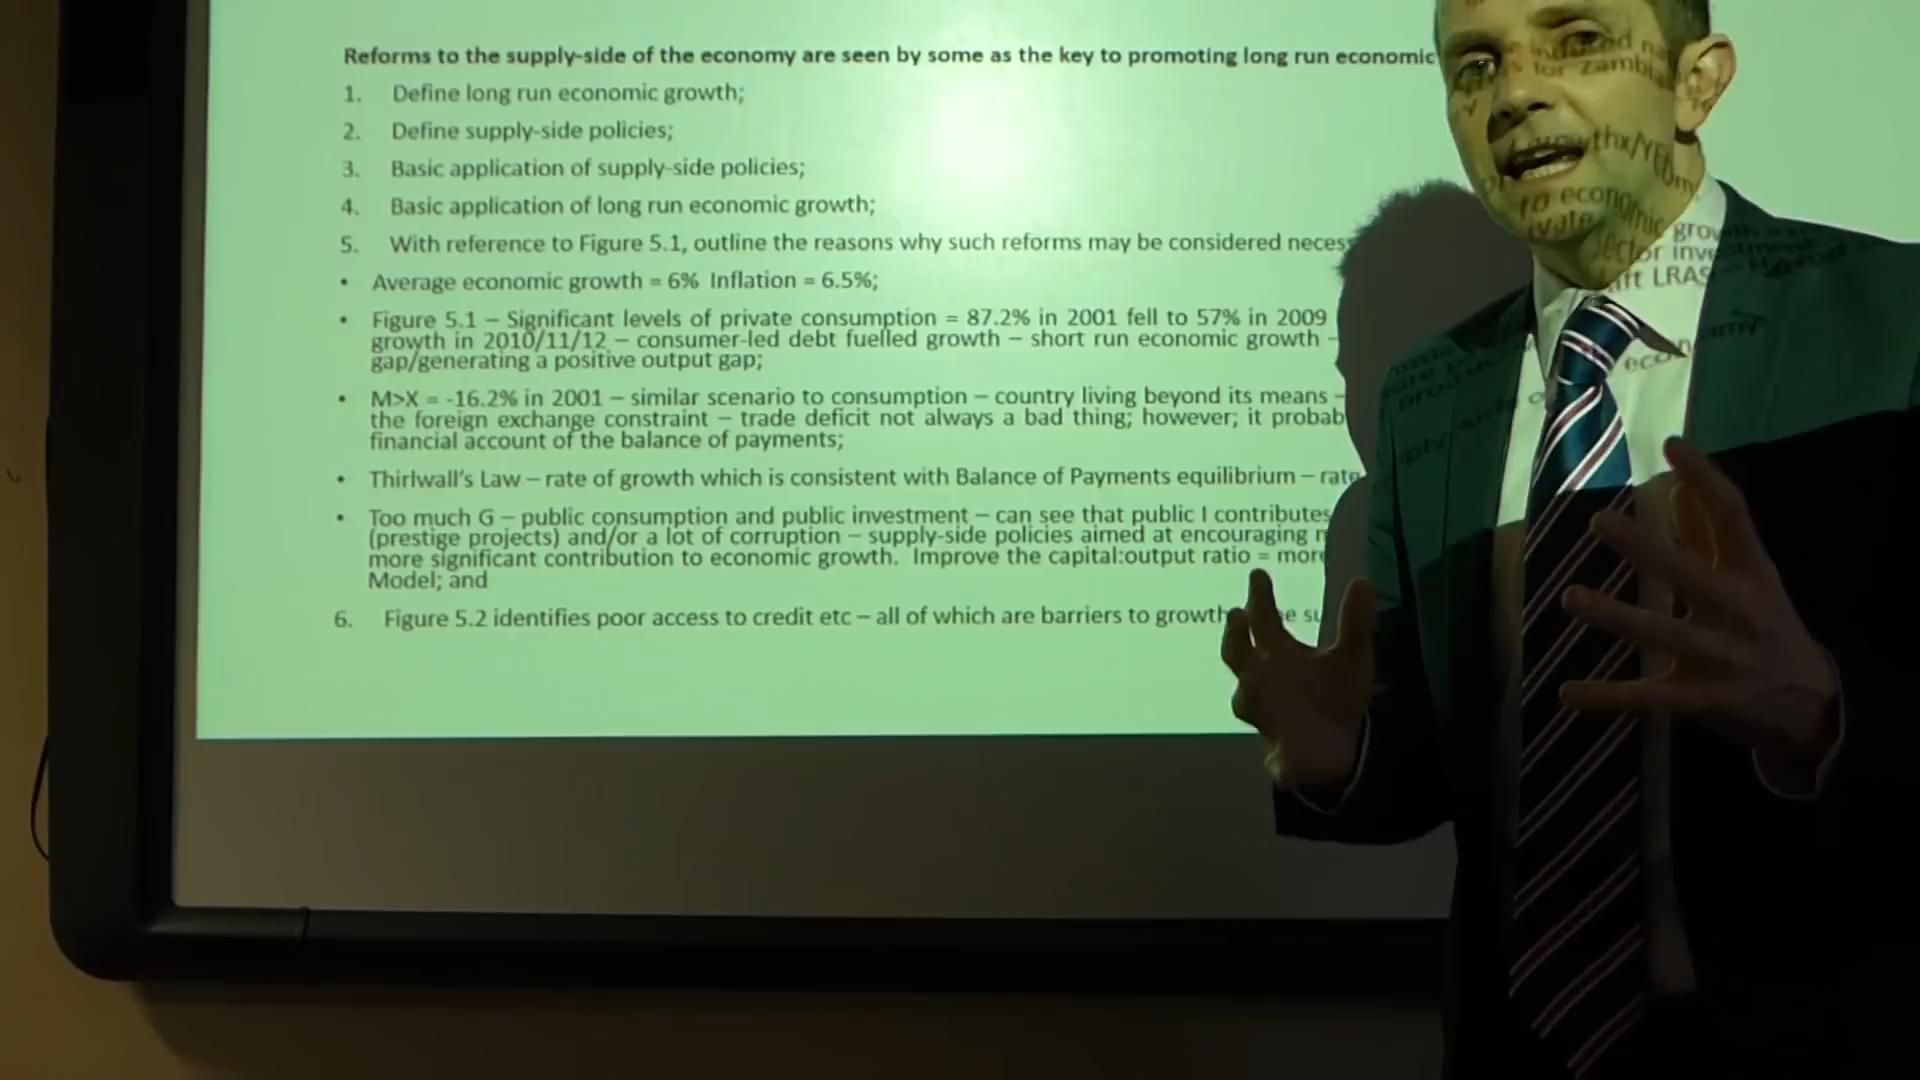 Reforms to the supply-side of the economy are seen by some as the key to promoting long run economic
1. Define long run economic growth;
2. Define supply-side policies;
3. Basic application of supply-side policies;
4. Basic application of long run economic growth;
5. With reference to Figure 5.1, outline the reasons why such reforms may be considered
• Average economic growth = 6% Inflation = 6.5%;
• Figure 5.1 – Significant levels of private consumption = 87.2% in 2001 fell to 57% in 2009
growth in 2010/11/12 – consumer-led debt fuelled growth – short run economic growth -
gap/generating a positive output gap;
• M>X = -16.2% in 2001 – similar scenario to consumption – country living beyond its means -
the foreign exchange constraint – trade deficit not always a bad thing; however; it
financial account of the balance of payments;
• Thirlwall's Law – rate of growth which is consistent with Balance of Payments equilibrium – rate
• Too much G – public consumption and public investment – can see that public I contributes
(prestige projects) and/or a lot of corruption – supply-side policies aimed at encouraging
more significant contribution to economic growth. Improve the capital:output ratio = more
Model; and
6. Figure 5.2 identifies poor access to credit etc – all of which are barriers to growth
for Zambia
to economic
LRAS